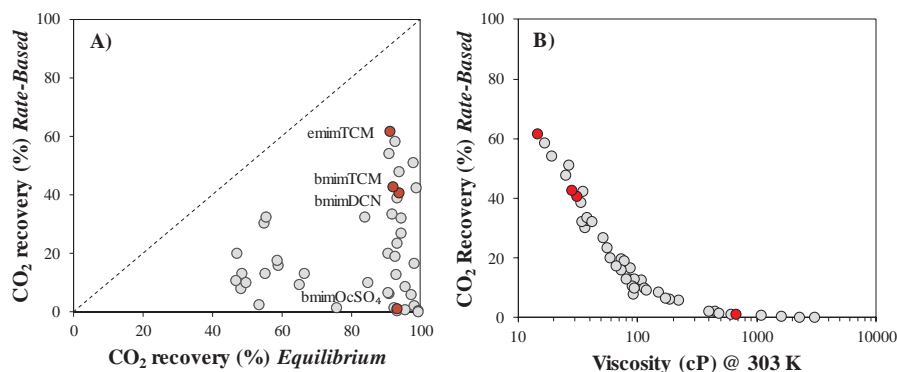 A)
CO2 recovery (%) Rate-Based
100
80
60
40
20
0
emimTCM
bmimTCM
bmimDCN
bmimOcSO4
0 20 40 60 80 100
CO2 recovery (%) Equilibrium
B)
CO2 Recovery (%) Rate-Based
100
80
60
40
20
0
10 100 1000 10000
Viscosity (cP) @ 303 K